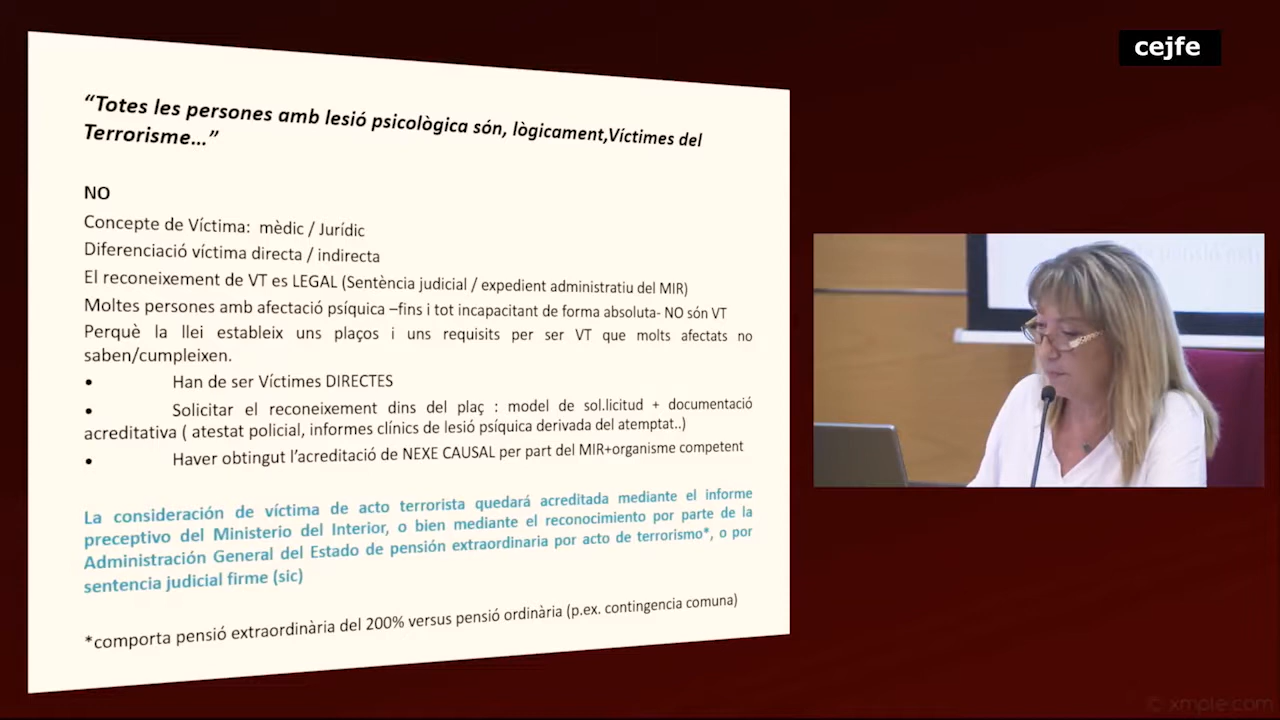 cejfe
“Totes les persones amb lesió psicològica són, lògicament,Víctimes del
Terrorisme...”
NO
Concepte de Víctima: mèdic / Jurídic
Diferenciació víctima directa / indirecta
El reconeixement de VT es LEGAL (Sentència judicial / expedient administratiu del MIR)
Moltes persones amb afectació psíquica –fins i tot incapacitant de forma absoluta- NO són VT
Perquè la llei estableix uns plaços i uns requisits per ser VT que molts afectats no
saben/cumpleixen.
• Han de ser Víctimes DIRECTES
• Solicitar el reconeixement dins del plaç : model de sol.licitud + documentació
acreditativa ( atestat policial, informes clínics de lesió psíquica derivada del atemptat..)
• Haver obtingut l’acreditació de NEXE CAUSAL per part del MIR+organisme competent
La consideración de víctima de acto terrorista quedará acreditada mediante el informe
preceptivo del Ministerio del Interior, o bien mediante el reconocimiento por parte de la
Administración General del Estado de pensión extraordinaria por acto de terrorismo*, o por
sentencia judicial firme (sic)
*comporta pensió extraordinària del 200% versus pensió ordinària (p.ex. contingencia comuna)
© xmple.com